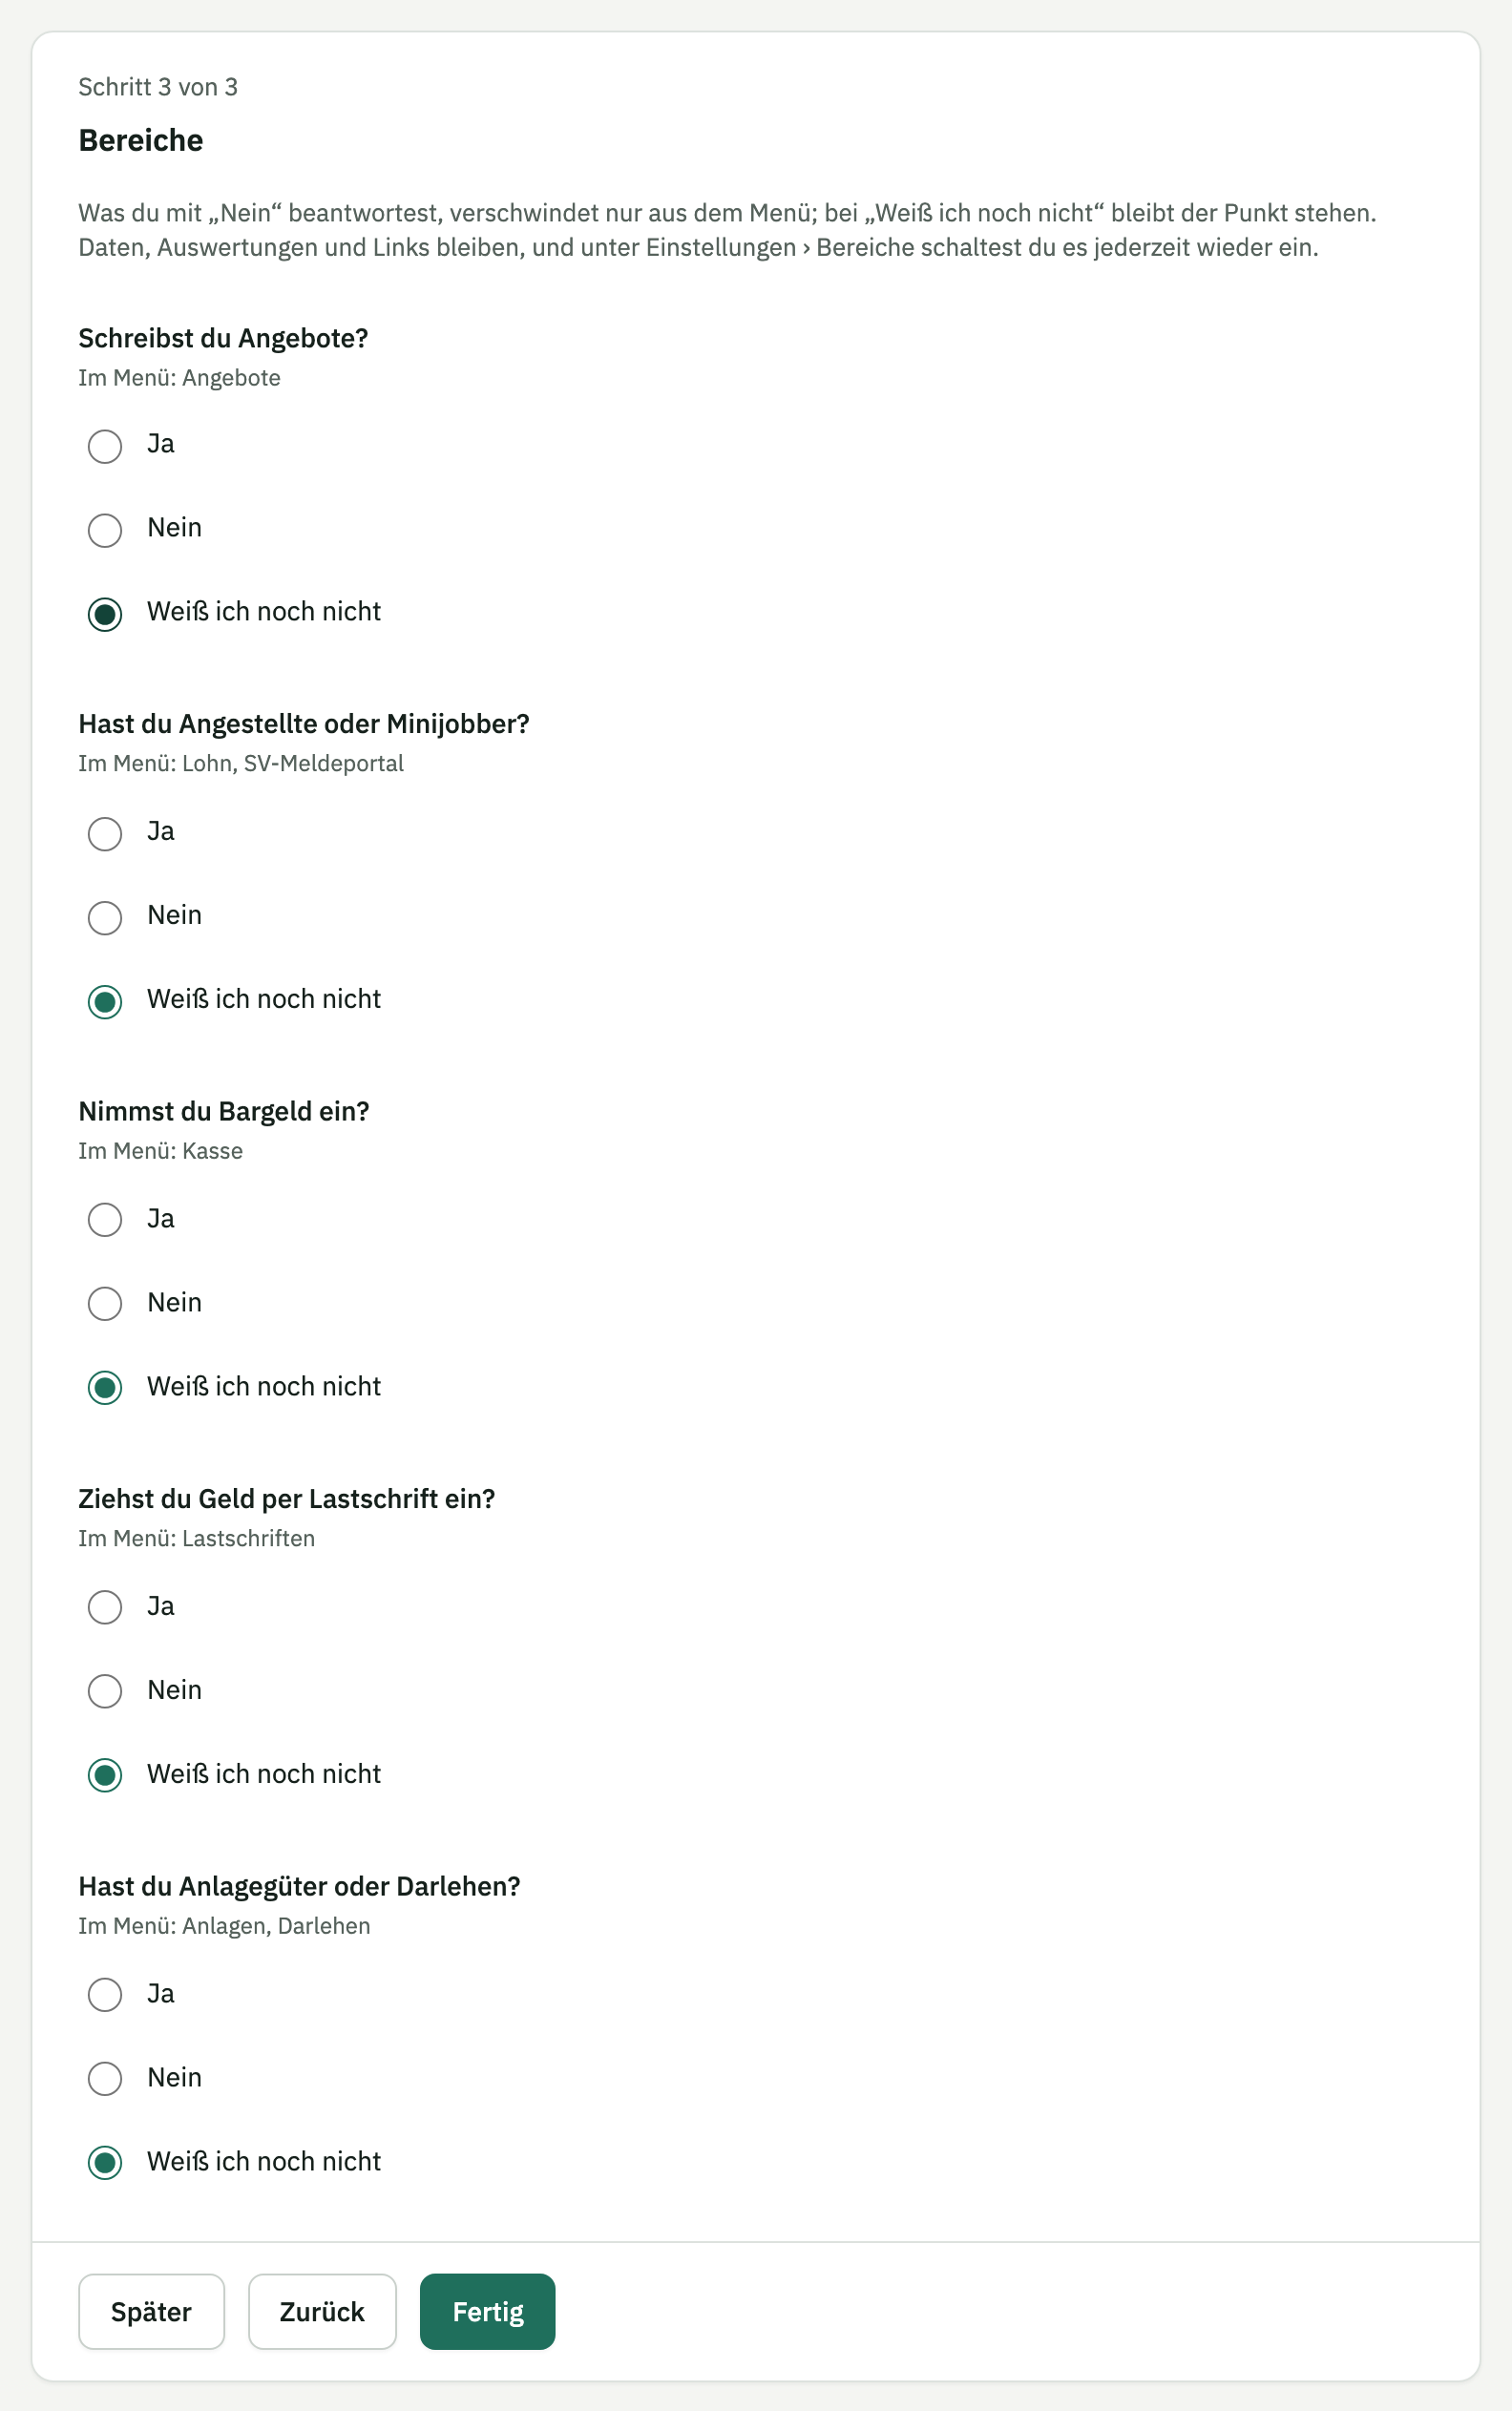 Schritt 3 von 3
Bereiche
Was du mit „Nein“ beantwortest, verschwindet nur aus dem Menü; bei „Weiß ich noch nicht“ bleibt der Punkt stehen.
Daten, Auswertungen und Links bleiben, und unter Einstellungen › Bereiche schaltest du es jederzeit wieder ein.
Schreibst du Angebote?
Im Menü: Angebote
Ja
Nein
Weiß ich noch nicht
Hast du Angestellte oder Minijobber?
Im Menü: Lohn, SV-Meldeportal
Ja
Nein
Weiß ich noch nicht
Nimmst du Bargeld ein?
Im Menü: Kasse
Ja
Nein
Weiß ich noch nicht
Ziehst du Geld per Lastschrift ein?
Im Menü: Lastschriften
Ja
Nein
Weiß ich noch nicht
Hast du Anlagegüter oder Darlehen?
Im Menü: Anlagen, Darlehen
Ja
Nein
Weiß ich noch nicht
Später
Zurück
Fertig